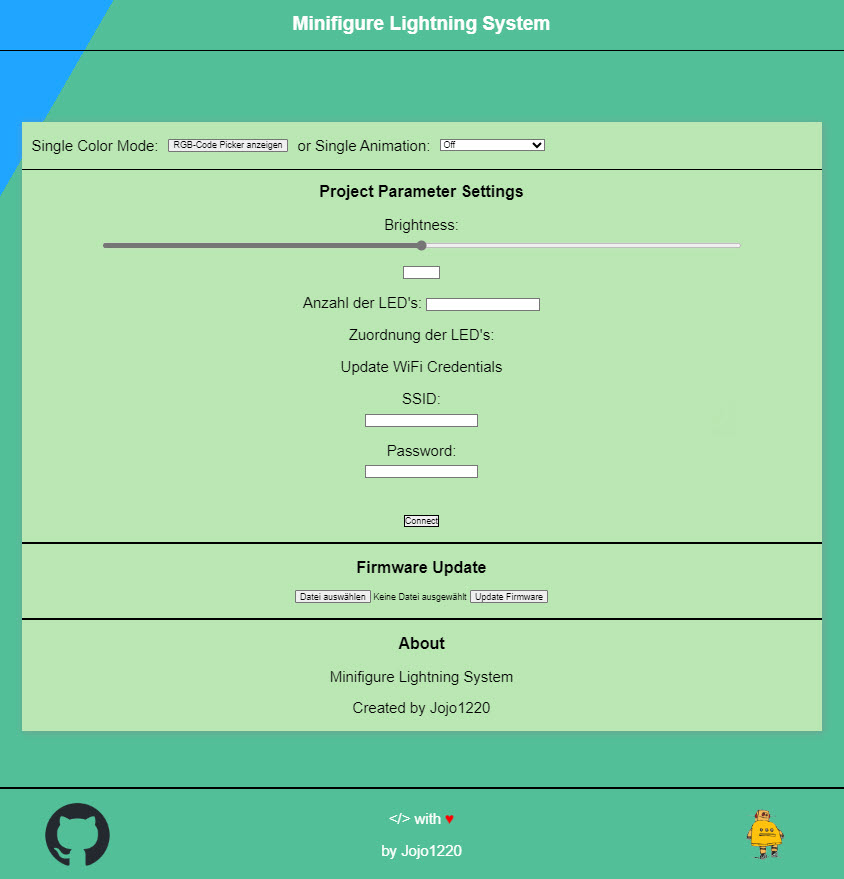 Minifigure Lightning System
Single Color Mode: RGB-Code Picker anzeigen or Single Animation: Off
Project Parameter Settings
Brightness:
Anzahl der LED's:
Zuordnung der LED's:
Update WiFi Credentials
SSID:
Password:
Connect
Firmware Update
Datei auswählen Keine Datei ausgewählt Update Firmware
About
Minifigure Lightning System
Created by Jojo1220
</> with ♥
by Jojo1220